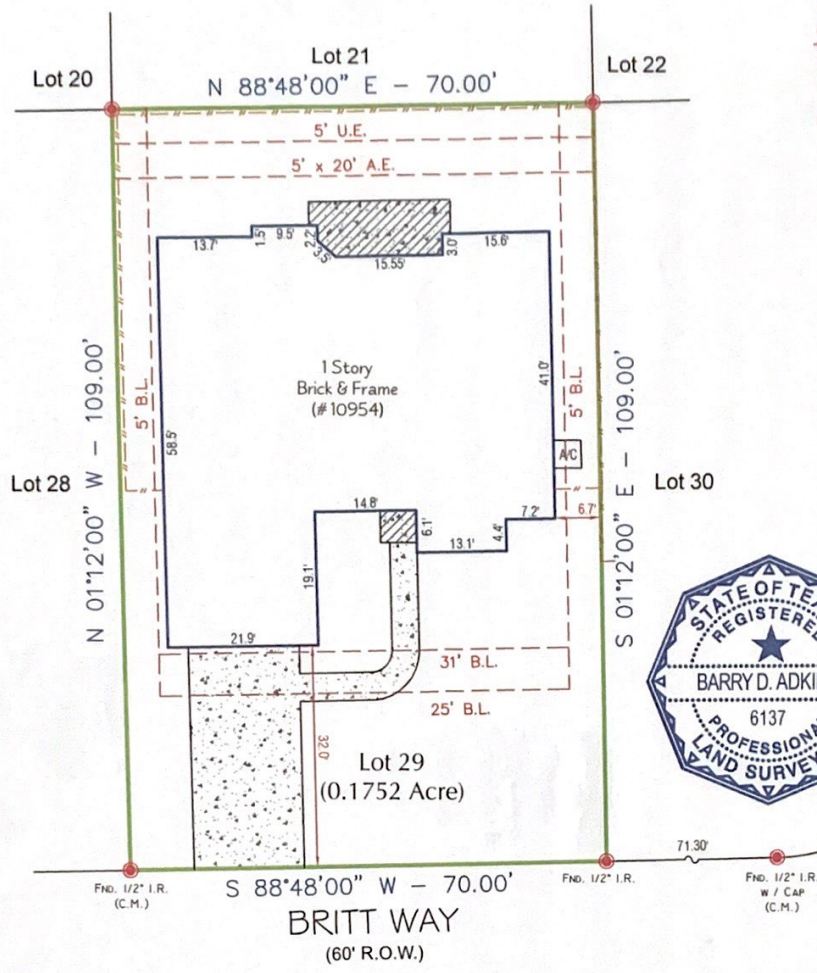 Lot 20
Lot 21
Lot 22
N 88°48'00" E – 70.00'
5' U.E.
5' x 20' A.E.
13.7'
1.5'
9.5'
2.2'
3.5'
15.55'
3.0'
15.6'
N 01°12'00" W – 109.00'
5' B.L.
58.5'
1 Story
Brick & Frame
(#10954)
41.0'
5' B.L.
S 01°12'00" E – 109.00'
A/C
Lot 28
Lot 30
14.8'
6.1'
13.1'
4.4'
7.2'
6.7'
19.1'
21.9'
31' B.L.
25' B.L.
32.0'
Lot 29
(0.1752 Acre)
STATE OF TEX
REGISTERED
BARRY D. ADKI
6137
PROFESSIONAL
LAND SURVEY
71.30'
FND. 1/2" I.R.
(C.M.)
S 88°48'00" W – 70.00'
FND. 1/2" I.R.
FND. 1/2" I.R.
W / CAP
(C.M.)
BRITT WAY
(60' R.O.W.)